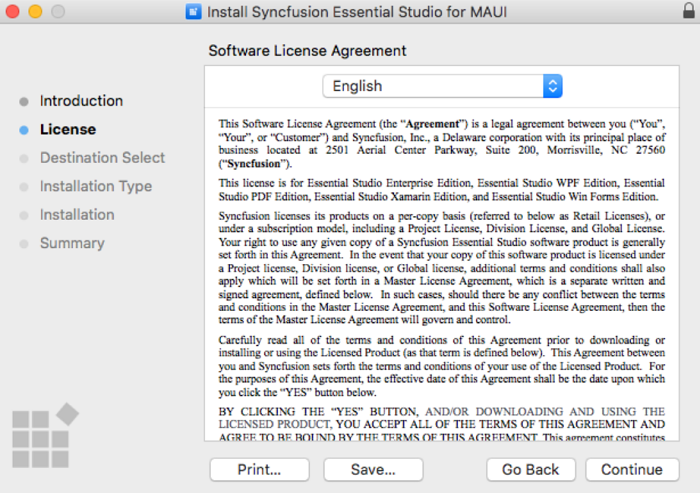 Install Syncfusion Essential Studio for MAUI
Software License Agreement
Introduction
License
Destination Select
Installation Type
Installation
Summary
English
This Software License Agreement (the “Agreement”) is a legal agreement between you (“You”,
“Your”, or “Customer”) and Syncfusion, Inc., a Delaware corporation with its principal place of
business located at 2501 Aerial Center Parkway, Suite 200, Morrisville, NC 27560
(“Syncfusion”).
This license is for Essential Studio Enterprise Edition, Essential Studio WPF Edition, Essential
Studio PDF Edition, Essential Studio Xamarin Edition, and Essential Studio Win Forms Edition.
Syncfusion licenses its products on a per-copy basis (referred to below as Retail Licenses), or
under a subscription model, including a Project License, Division License, and Global License.
Your right to use any given copy of a Syncfusion Essential Studio software product is generally
set forth in this Agreement. In the event that your copy of this software product is licensed under
a Project license, Division license, or Global license, additional terms and conditions shall also
apply which will be set forth in a Master License Agreement, which is a separate written and
signed agreement, defined below. In such cases, should there be any conflict between the terms
and conditions in the Master License Agreement, and this Software License Agreement, then the
terms of the Master License Agreement will govern and control.
Carefully read all of the terms and conditions of this Agreement prior to downloading or
installing or using the Licensed Product (as that term is defined below). This Agreement between
you and Syncfusion sets forth the terms and conditions of your use of the Licensed Product. For
the purposes of this Agreement, the effective date of this Agreement shall be the date upon which
you click the “YES” button below.
BY CLICKING THE “YES” BUTTON, AND/OR DOWNLOADING AND USING THE
LICENSED PRODUCT, YOU ACCEPT ALL OF THE TERMS OF THIS AGREEMENT AND
AGREE TO BE BOUND BY THE TERMS OF THIS AGREEMENT. This agreement constitutes
Print...
Save...
Go Back
Continue